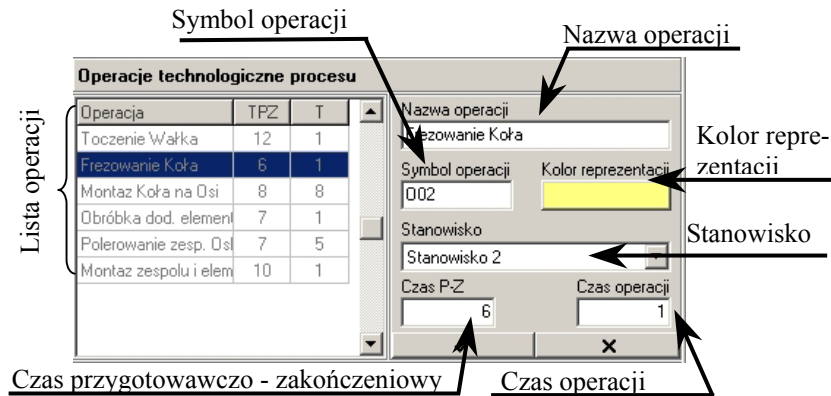 Symbol operacji
Nazwa operacji
Operacje technologiczne procesu
Lista operacji
Operacja TPZ T
Toczenie Wałka 12 1
Frezowanie Koła 6 1
Montaz Koła na Osi 8 8
Obróbka dod. element 7 1
Polerowanie zesp. Osl 7 5
Montaz zespolu i elem 10 1
Nazwa operacji
Frezowanie Koła
Symbol operacji Kolor reprezentacji
O02
Stanowisko
Stanowisko 2
Czas P-Z Czas operacji
6 1
Kolor repre-
zentacji
Stanowisko
Czas przygotowawczo - zakończeniowy
Czas operacji